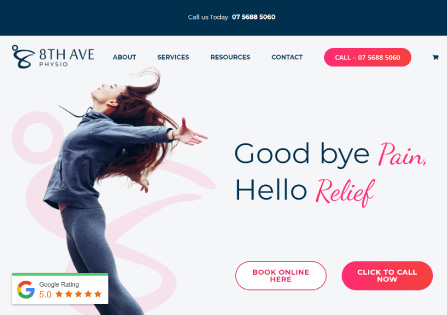 Call us Today 07 5688 5060
8TH AVE
PHYSIO
ABOUT SERVICES RESOURCES CONTACT CALL - 07 5688 5060
Good bye Pain,
Hello Relief
BOOK ONLINE
HERE
CLICK TO CALL
NOW
Google Rating
5.0